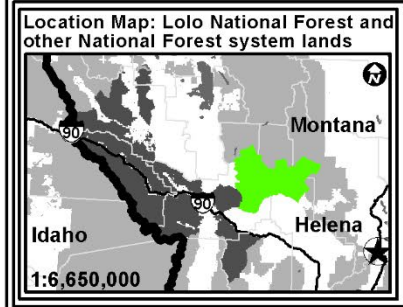 Location Map: Lolo National Forest and
other National Forest system lands
N
90
Montana
90
Helena
Idaho
1:6,650,000